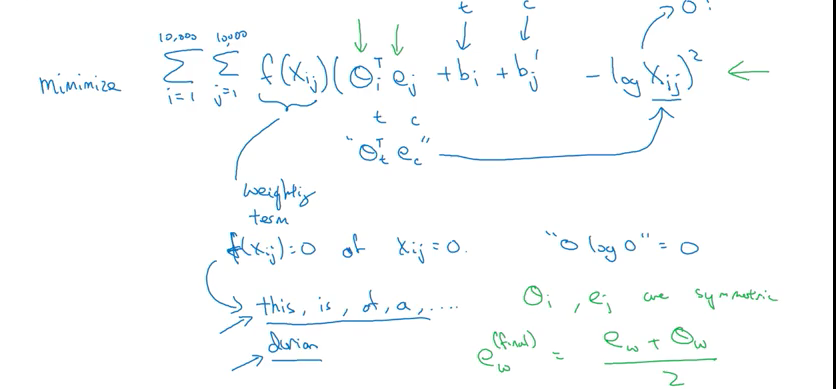 t c 0!
minimize \sum_{i=1}^{10,000} \sum_{j=1}^{10,000} f(X_{ij}) (\Theta_i^T e_j + b_i + b_j' - log X_{ij})^2
t c
"\Theta_t^T e_c"
weighting
term
f(X_{ij})=0 if X_{ij}=0. "0 log 0" = 0
this, is, of, a, .... \Theta_i, e_j are symmetric
durian e_w^{(final)} = \frac{e_w + \Theta_w}{2}